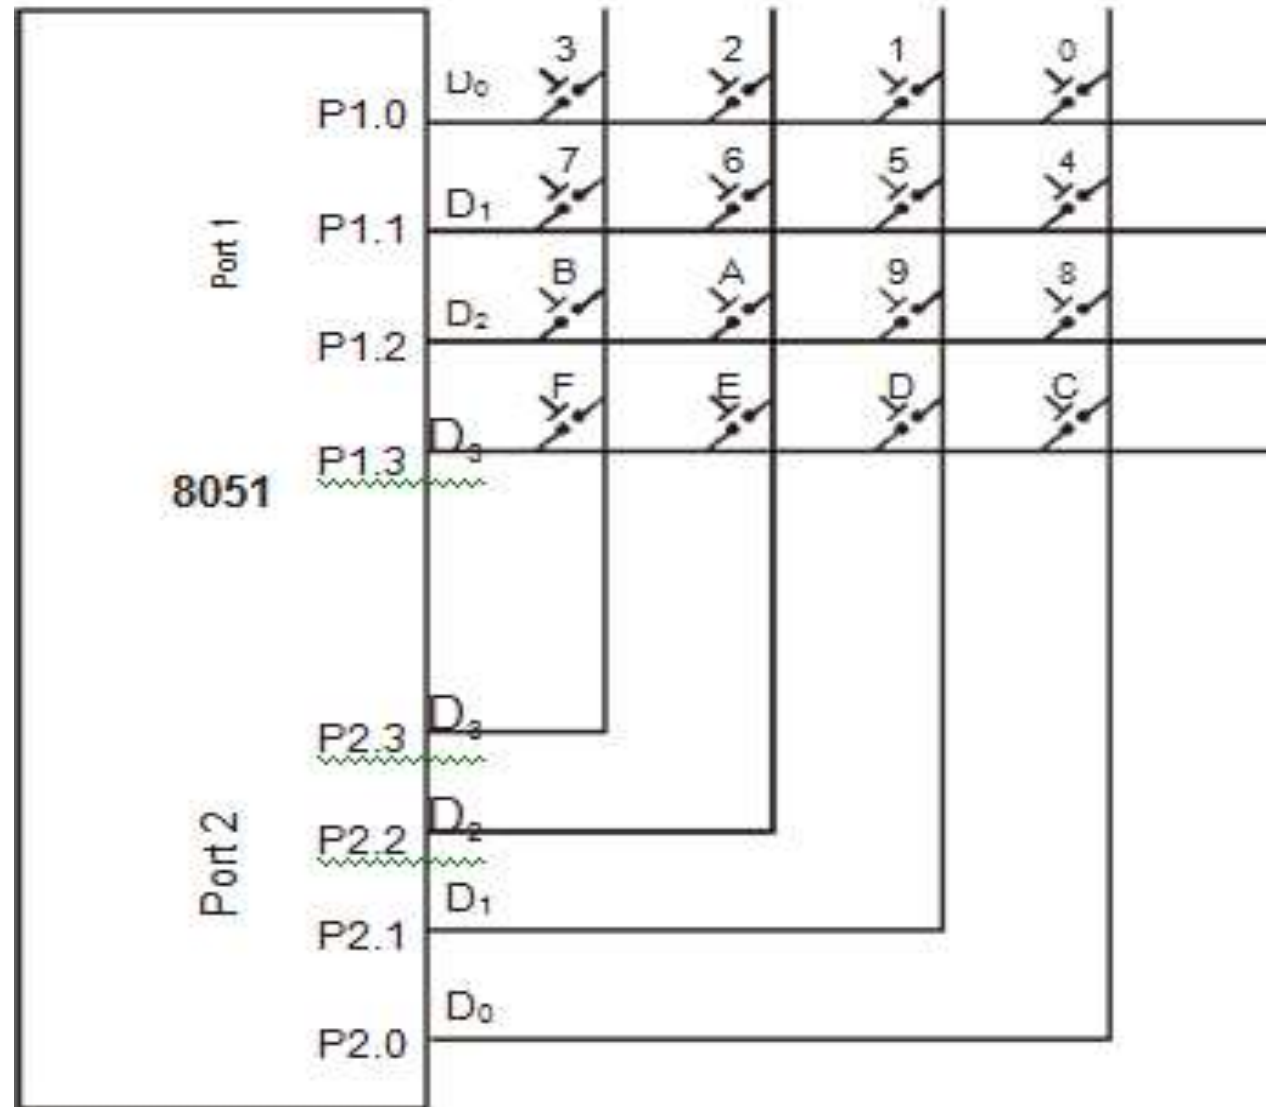 3 2 1 0
D₀
P1.0
7 6 5 4
D₁
P1.1
Port 1
B A 9 8
D₂
P1.2
F E D C
D₃
P1.3
8051
D₃
P2.3
D₂
P2.2
Port 2
D₁
P2.1
D₀
P2.0